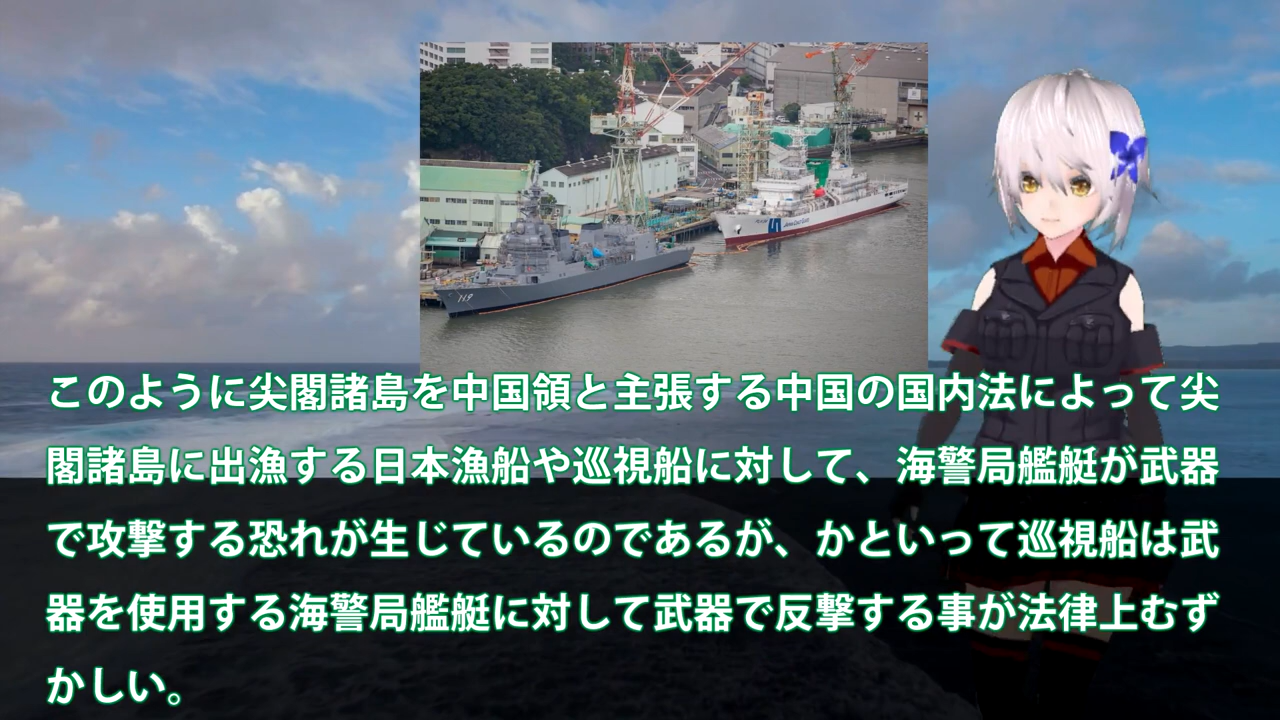 119
JAPAN COAST GUARD
このように尖閣諸島を中国領と主張する中国の国内法によって尖
閣諸島に出漁する日本漁船や巡視船に対して、海警局艦艇が武器
で攻撃する恐れが生じているのであるが、かといって巡視船は武
器を使用する海警局艦艇に対して武器で反撃する事が法律上むず
かしい。